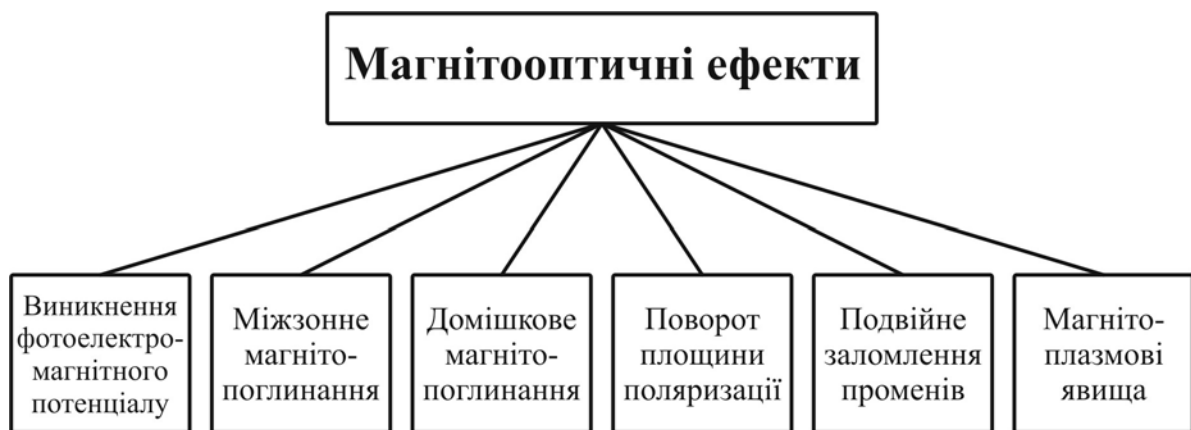 Магнітооптичні ефекти
Виникнення
фотоелектро-
магнітного
потенціалу
Міжзонне
магніто-
поглинання
Домішкове
магніто-
поглинання
Поворот
площини
поляризації
Подвійне
заломлення
променів
Магніто-
плазмові
явища